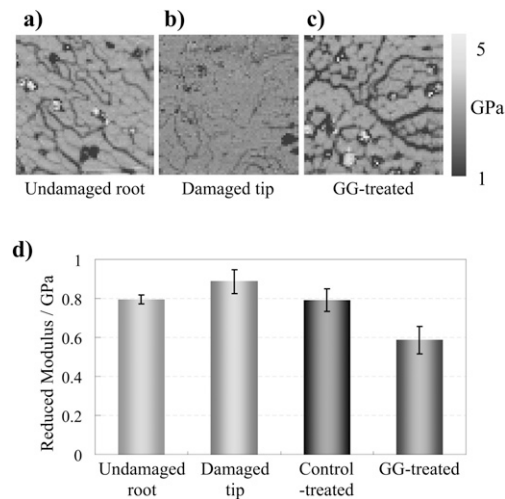 a)
b)
c)
5
GPa
1
Undamaged root
Damaged tip
GG-treated
d)
Reduced Modulus / GPa
1
0.8
0.6
0.4
0.2
0
Undamaged
root
Damaged
tip
Control
-treated
GG-treated